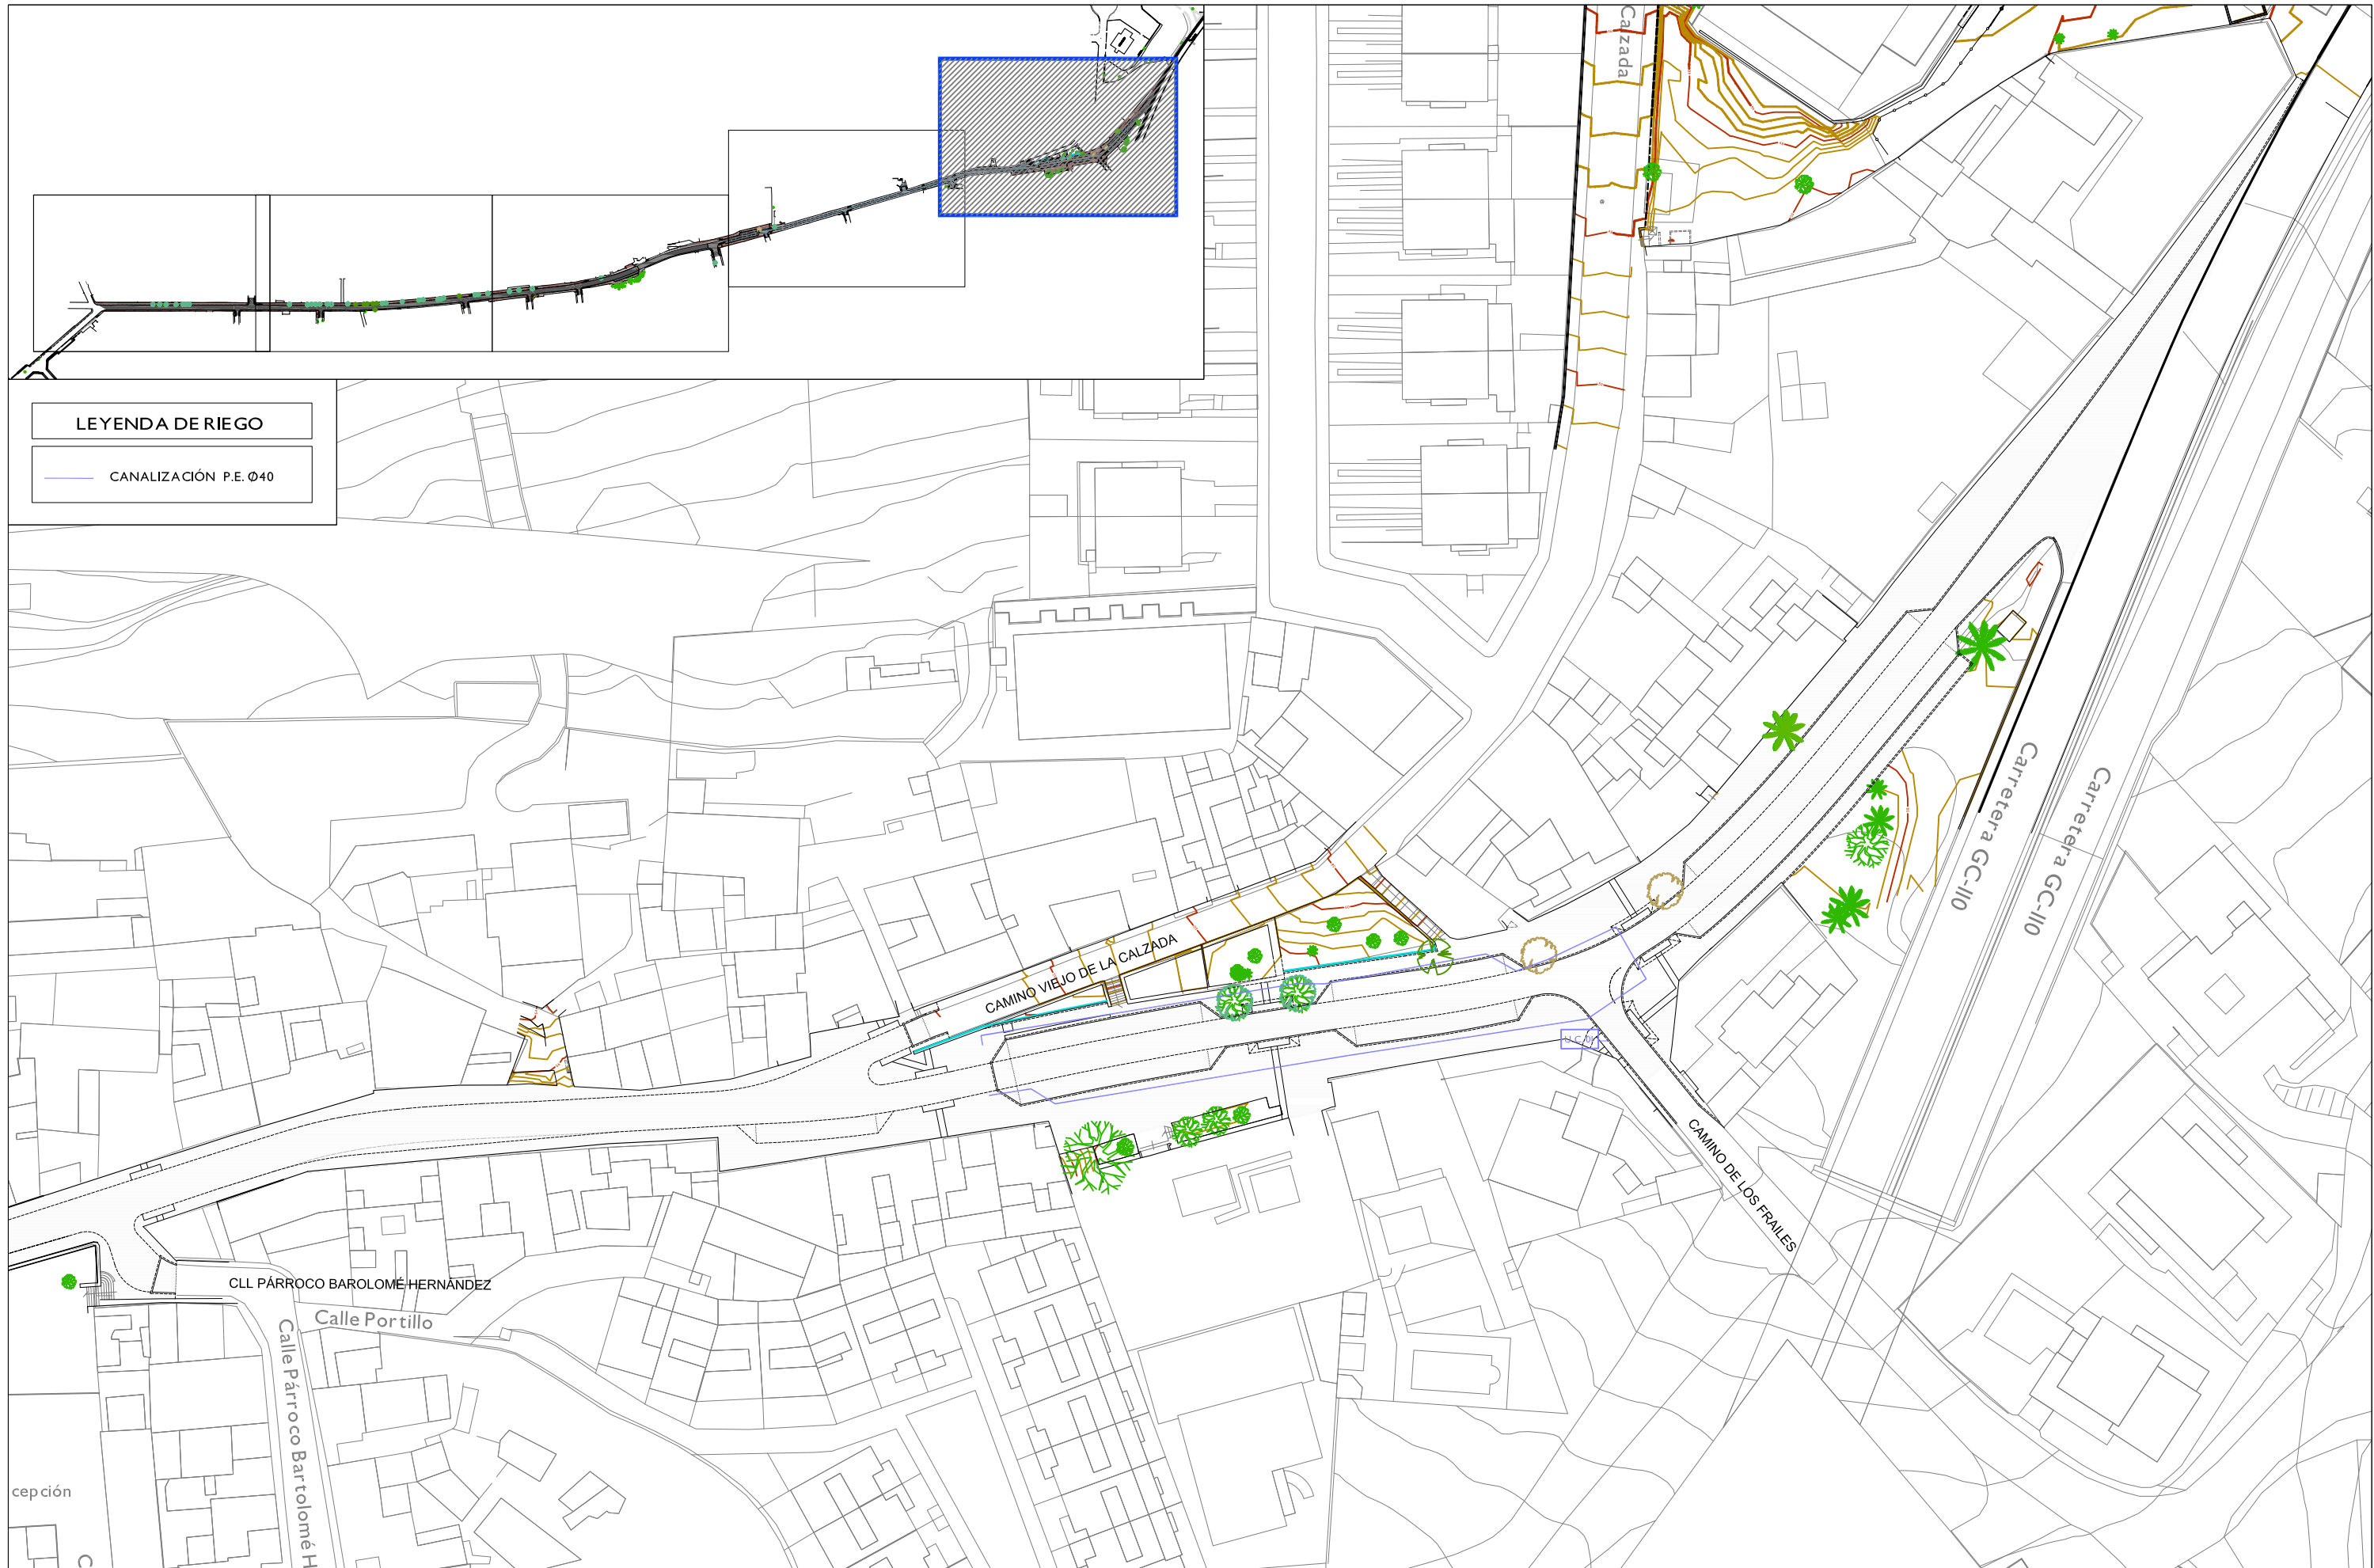 Calzada
LEYENDA DE RIEGO
CANALIZACIÓN P.E. Ø40
Carretera GC-110
Carretera GC-110
CAMINO VIEJO DE LA CALZADA
CAMINO DE LOS FRAILES
CLL PÁRROCO BAROLOMÉ HERNÁNDEZ
Calle Portillo
Calle Párroco Bartolomé H
cepción
C